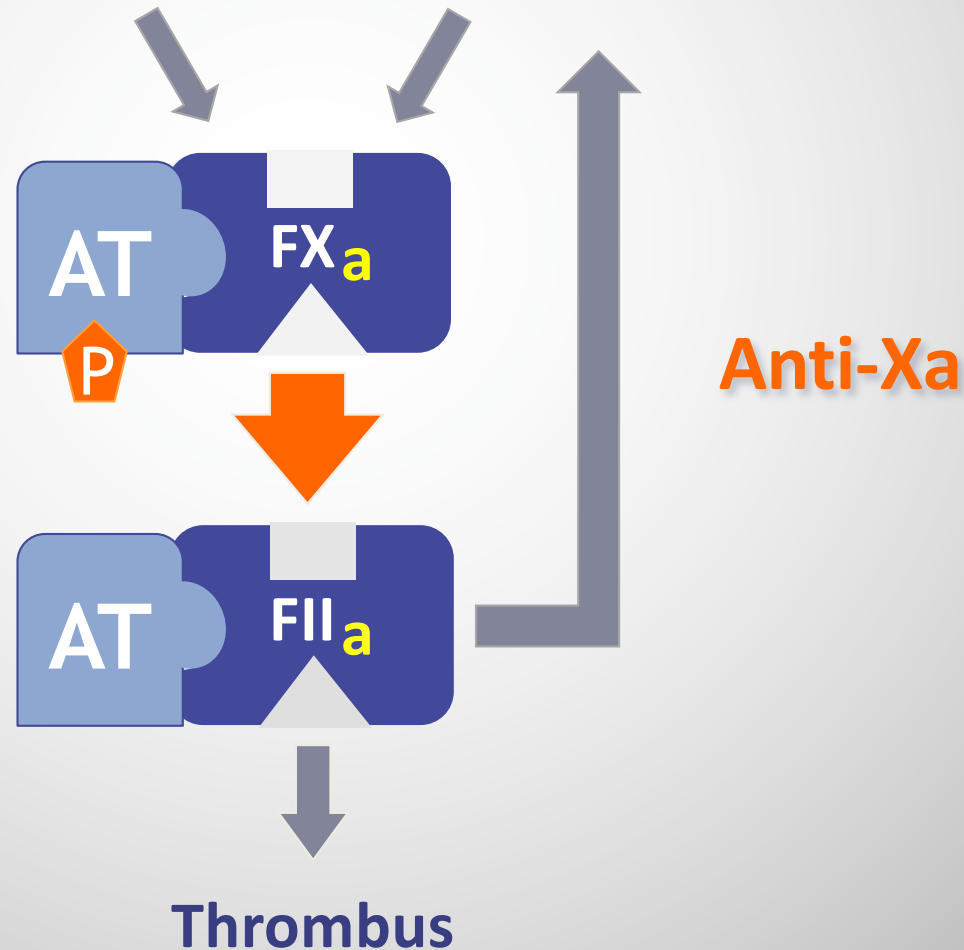 AT
FXa
P
Anti-Xa
AT
FIIa
Thrombus